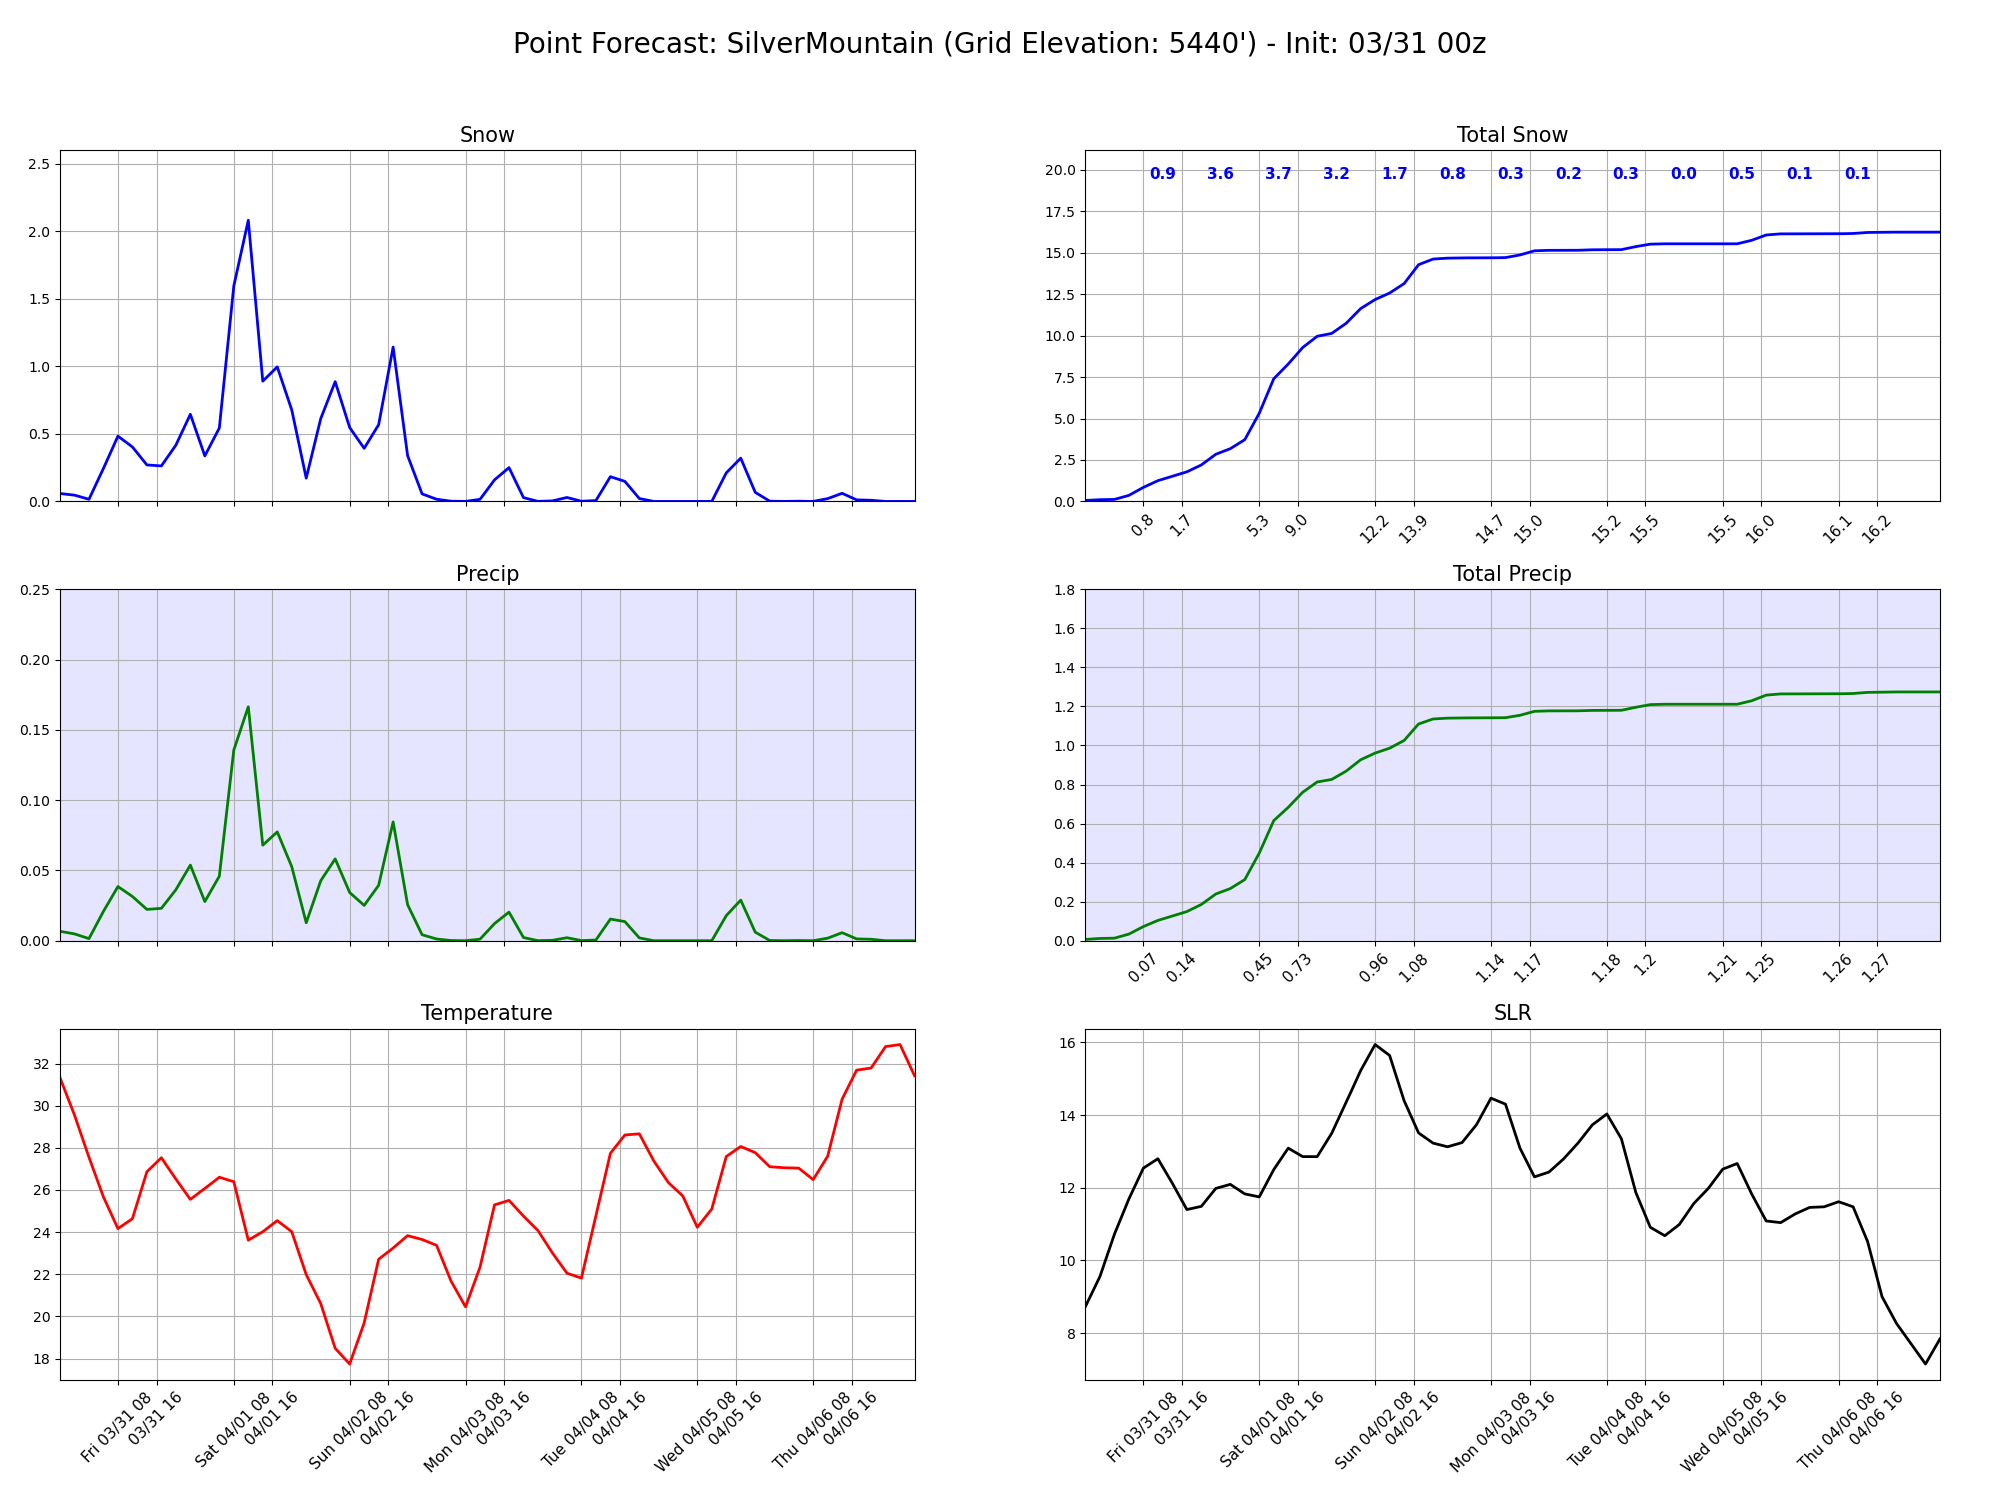 Point Forecast: SilverMountain (Grid Elevation: 5440') - Init: 03/31 00z
Snow
2.5
2.0
1.5
1.0
0.5
0.0
Total Snow
20.0
17.5
15.0
12.5
10.0
7.5
5.0
2.5
0.0
0.9 3.6 3.7 3.2 1.7 0.8 0.3 0.2 0.3 0.0 0.5 0.1 0.1
0.8 1.7 5.3 9.0 12.2 13.9 14.7 15.0 15.2 15.5 15.5 16.0 16.1 16.2
Precip
0.25
0.20
0.15
0.10
0.05
0.00
Total Precip
1.8
1.6
1.4
1.2
1.0
0.8
0.6
0.4
0.2
0.0
0.07 0.14 0.45 0.73 0.96 1.08 1.14 1.17 1.18 1.2 1.21 1.25 1.26 1.27
Temperature
32
30
28
26
24
22
20
18
Fri 03/31 08
03/31 16
Sat 04/01 08
04/01 16
Sun 04/02 08
04/02 16
Mon 04/03 08
04/03 16
Tue 04/04 08
04/04 16
Wed 04/05 08
04/05 16
Thu 04/06 08
04/06 16
SLR
16
14
12
10
8
Fri 03/31 08
03/31 16
Sat 04/01 08
04/01 16
Sun 04/02 08
04/02 16
Mon 04/03 08
04/03 16
Tue 04/04 08
04/04 16
Wed 04/05 08
04/05 16
Thu 04/06 08
04/06 16